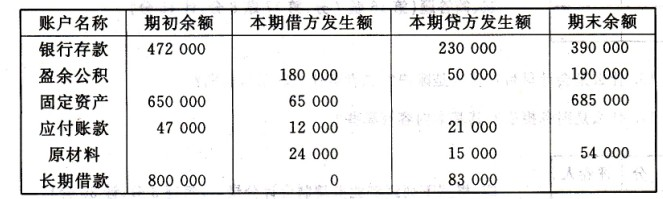 账户名称 期初余额 本期借方发生额 本期贷方发生额 期末余额
银行存款 472 000 230 000 390 000
盈余公积 180 000 50 000 190 000
固定资产 650 000 65 000 685 000
应付账款 47 000 12 000 21 000
原材料 24 000 15 000 54 000
长期借款 800 000 0 83 000